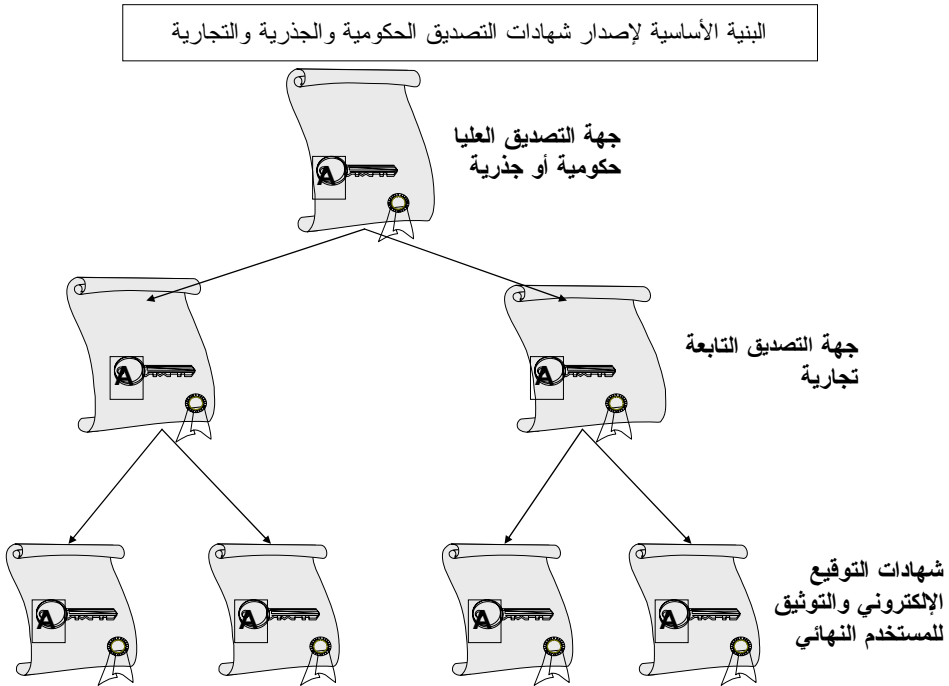 البنية الأساسية لإصدار شهادات التصديق الحكومية والجذرية والتجارية
جهة التصديق العليا
حكومية أو جذرية
A
جهة التصديق التابعة
تجارية
A
A
شهادات التوقيع
الإلكتروني والتوثيق
للمستخدم النهائي
A
A
A
A